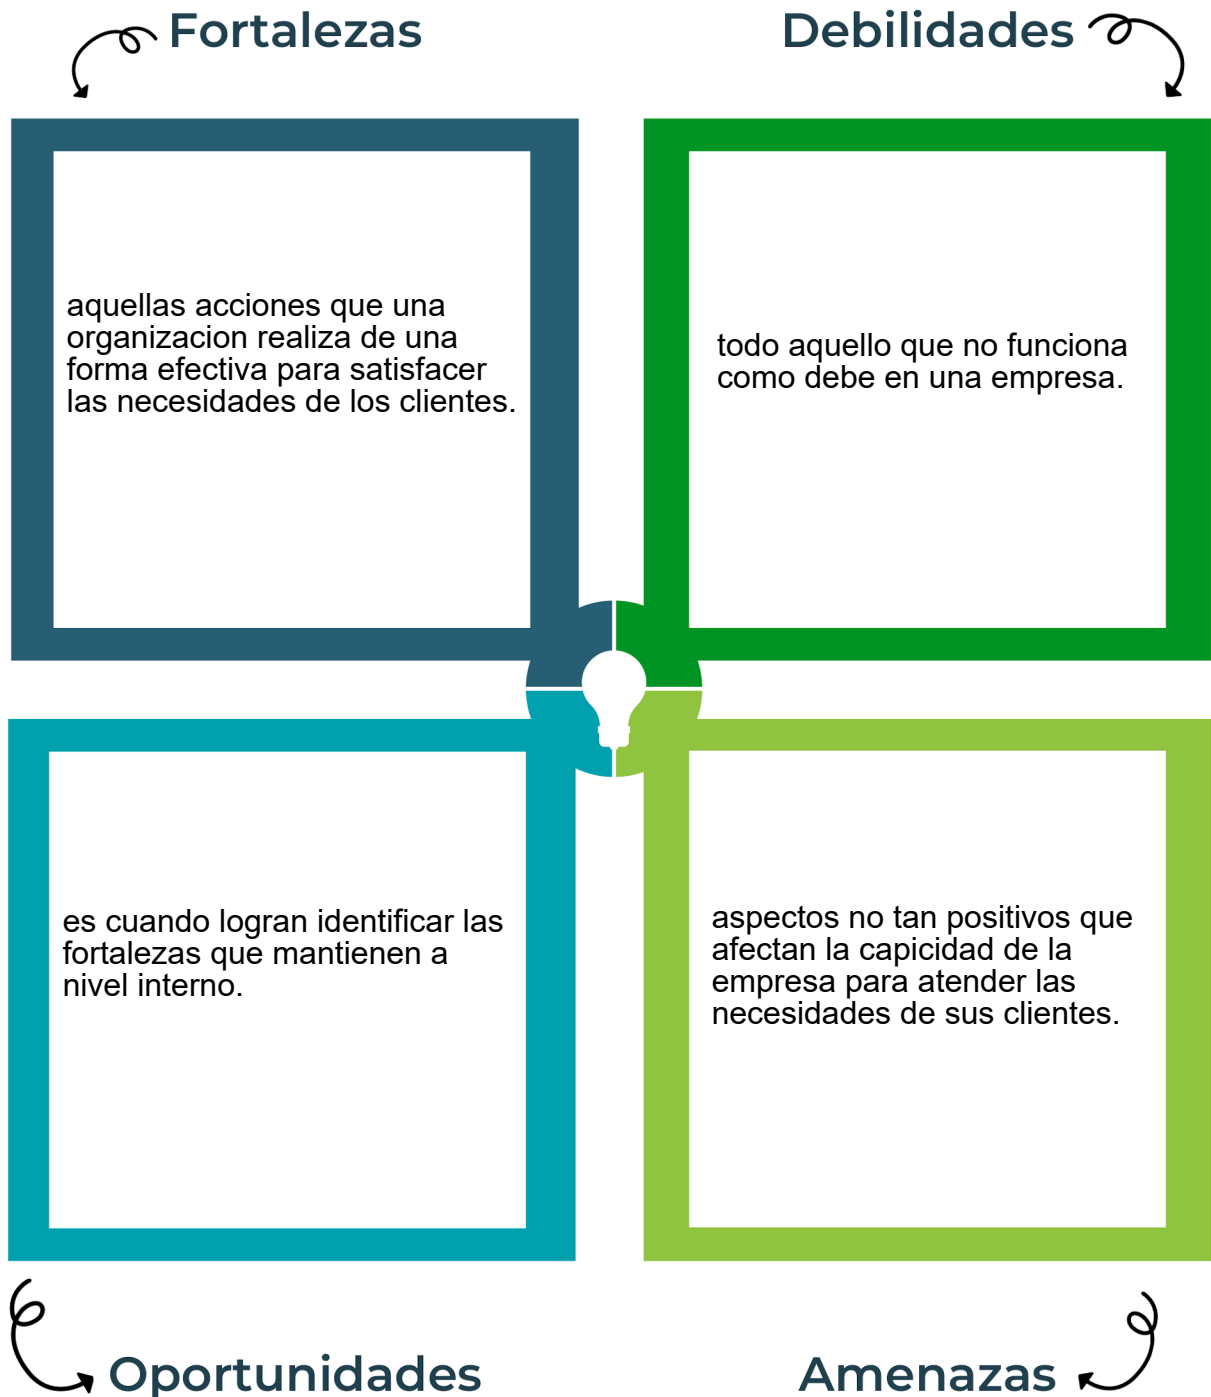 Fortalezas
Debilidades
aquellas acciones que una
organizacion realiza de una
forma efectiva para satisfacer
las necesidades de los clientes.
todo aquello que no funciona
como debe en una empresa.
es cuando logran identificar las
fortalezas que mantienen a
nivel interno.
aspectos no tan positivos que
afectan la capicidad de la
empresa para atender las
necesidades de sus clientes.
Oportunidades
Amenazas